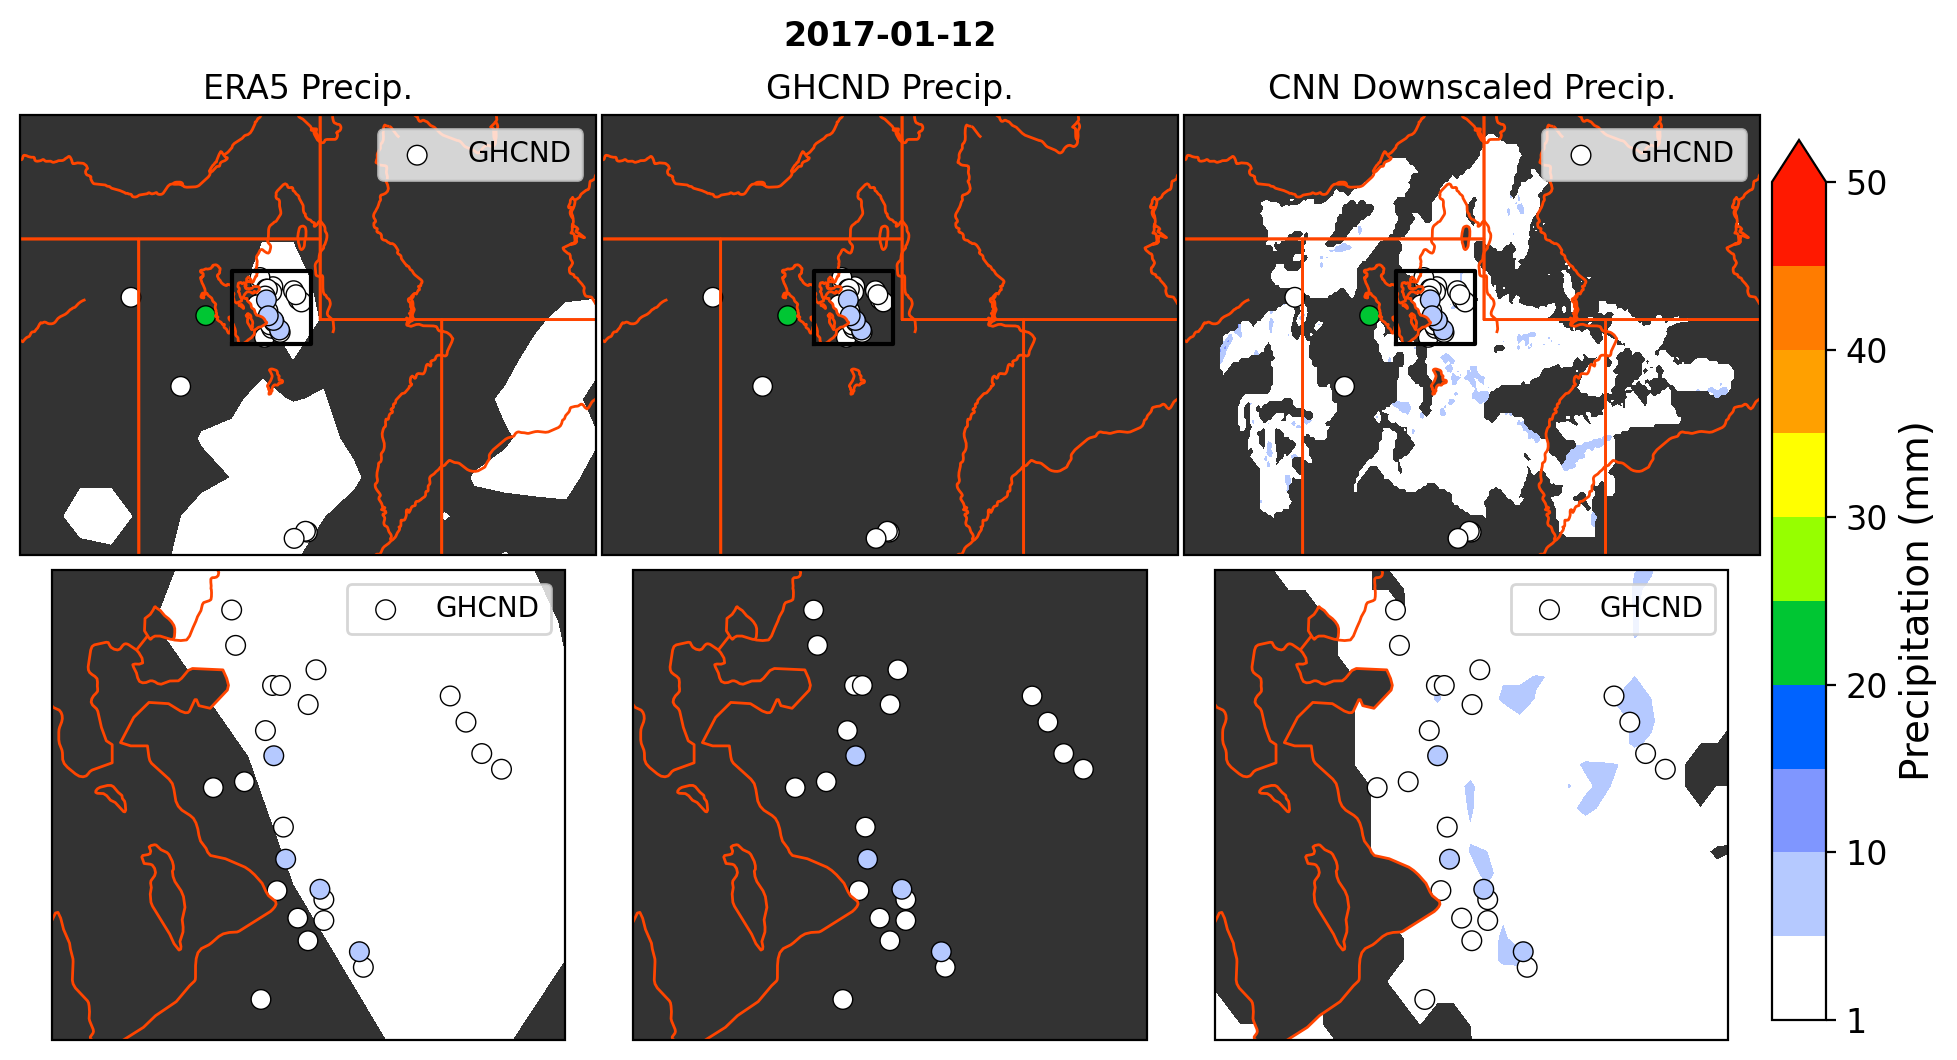 2017-01-12
ERA5 Precip.
GHCND Precip.
CNN Downscaled Precip.
GHCND
GHCND
GHCND
GHCND
50
40
30
20
10
1
Precipitation (mm)